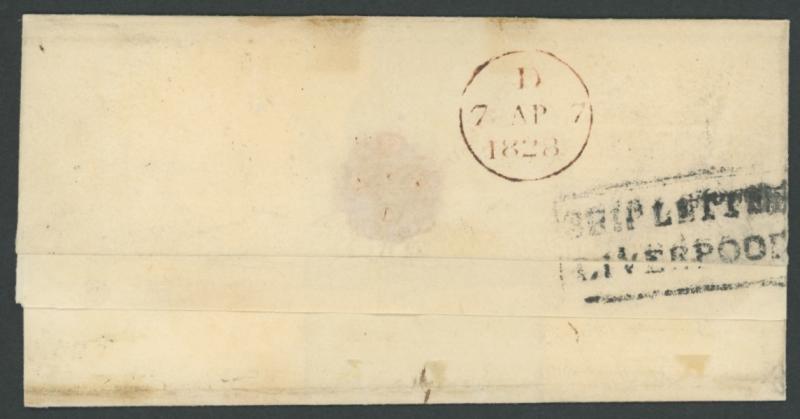 D
7 AP 7
1828
SHIP LETTER
LIVERPOOL